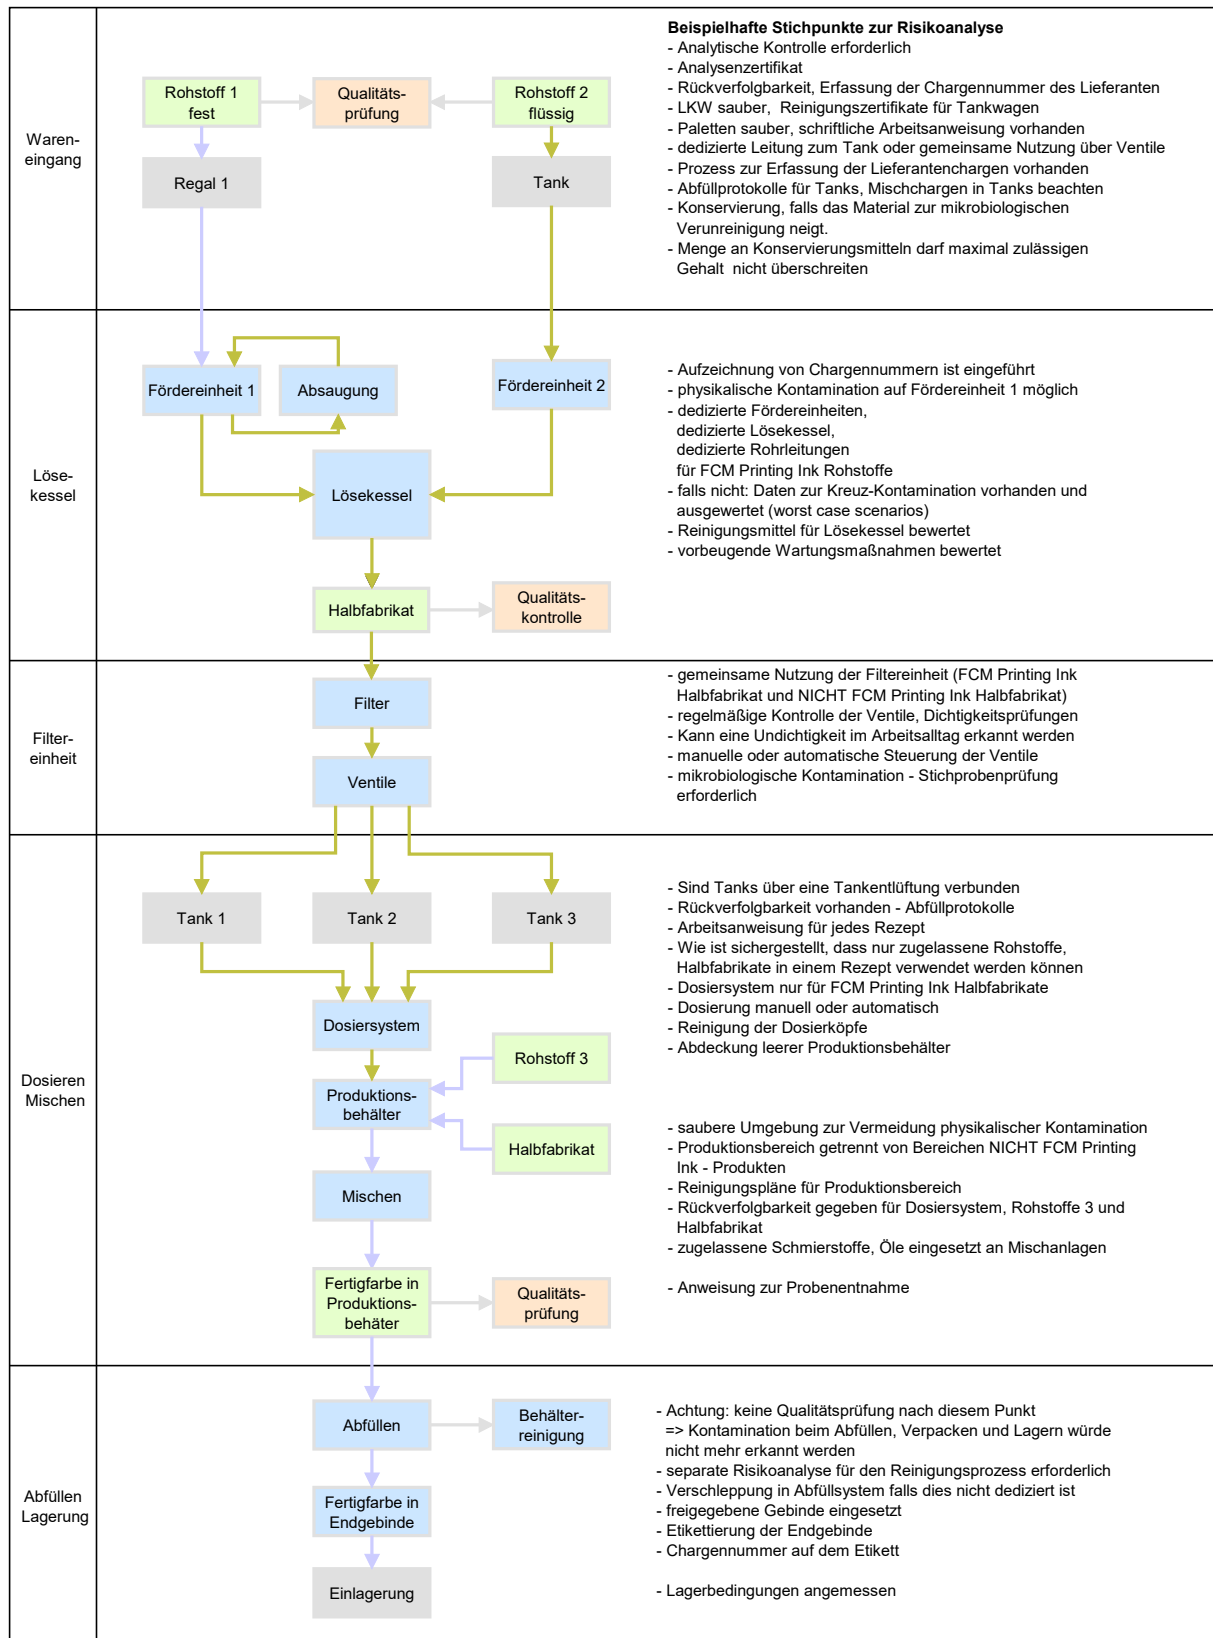 Waren-
eingang
Rohstoff 1
fest
Qualitäts-
prüfung
Rohstoff 2
flüssig
Regal 1
Tank
Beispielhafte Stichpunkte zur Risikoanalyse
- Analytische Kontrolle erforderlich
- Analysenzertifikat
- Rückverfolgbarkeit, Erfassung der Chargennummer des Lieferanten
- LKW sauber, Reinigungszertifikate für Tankwagen
- Paletten sauber, schriftliche Arbeitsanweisung vorhanden
- dedizierte Leitung zum Tank oder gemeinsame Nutzung über Ventile
- Prozess zur Erfassung der Lieferantenchargen vorhanden
- Abfüllprotokolle für Tanks, Mischchargen in Tanks beachten
- Konservierung, falls das Material zur mikrobiologischen
Verunreinigung neigt.
- Menge an Konservierungsmitteln darf maximal zulässigen
Gehalt nicht überschreiten
Löse-
kessel
Fördereinheit 1
Absaugung
Fördereinheit 2
Lösekessel
Halbfabrikat
Qualitäts-
kontrolle
- Aufzeichnung von Chargennummern ist eingeführt
- physikalische Kontamination auf Fördereinheit 1 möglich
- dedizierte Fördereinheiten,
dedizierte Lösekessel,
dedizierte Rohrleitungen
für FCM Printing Ink Rohstoffe
- falls nicht: Daten zur Kreuz-Kontamination vorhanden und
ausgewertet (worst case scenarios)
- Reinigungsmittel für Lösekessel bewertet
- vorbeugende Wartungsmaßnahmen bewertet
Filter-
einheit
Filter
Ventile
- gemeinsame Nutzung der Filtereinheit (FCM Printing Ink
Halbfabrikat und NICHT FCM Printing Ink Halbfabrikat)
- regelmäßige Kontrolle der Ventile, Dichtigkeitsprüfungen
- Kann eine Undichtigkeit im Arbeitsalltag erkannt werden
- manuelle oder automatische Steuerung der Ventile
- mikrobiologische Kontamination - Stichprobenprüfung
erforderlich
Dosieren
Mischen
Tank 1
Tank 2
Tank 3
Dosiersystem
Rohstoff 3
Produktions-
behälter
Halbfabrikat
Mischen
Fertigfarbe in
Produktions-
behäter
Qualitäts-
prüfung
- Sind Tanks über eine Tankentlüftung verbunden
- Rückverfolgbarkeit vorhanden - Abfüllprotokolle
- Arbeitsanweisung für jedes Rezept
- Wie ist sichergestellt, dass nur zugelassene Rohstoffe,
Halbfabrikate in einem Rezept verwendet werden können
- Dosiersystem nur für FCM Printing Ink Halbfabrikate
- Dosierung manuell oder automatisch
- Reinigung der Dosierköpfe
- Abdeckung leerer Produktionsbehälter
- saubere Umgebung zur Vermeidung physikalischer Kontamination
- Produktionsbereich getrennt von Bereichen NICHT FCM Printing
Ink - Produkten
- Reinigungspläne für Produktionsbereich
- Rückverfolgbarkeit gegeben für Dosiersystem, Rohstoffe 3 und
Halbfabrikat
- zugelassene Schmierstoffe, Öle eingesetzt an Mischanlagen
- Anweisung zur Probenentnahme
Abfüllen
Lagerung
Abfüllen
Behälter-
reinigung
Fertigfarbe in
Endgebinde
Einlagerung
- Achtung: keine Qualitätsprüfung nach diesem Punkt
=> Kontamination beim Abfüllen, Verpacken und Lagern würde
nicht mehr erkannt werden
- separate Risikoanalyse für den Reinigungsprozess erforderlich
- Verschleppung in Abfüllsystem falls dies nicht dediziert ist
- freigegebene Gebinde eingesetzt
- Etikettierung der Endgebinde
- Chargennummer auf dem Etikett
- Lagerbedingungen angemessen